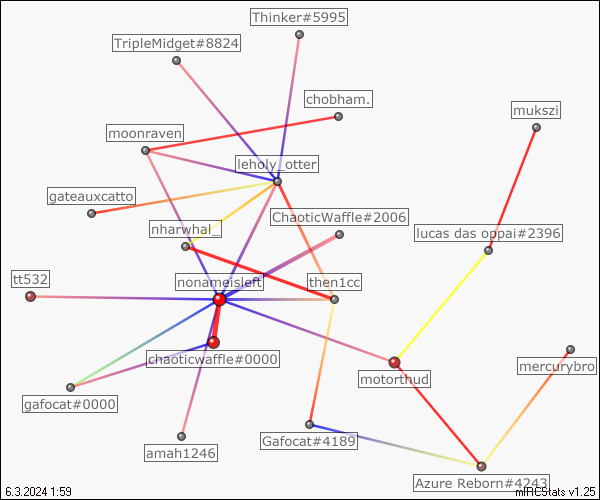 Thinker#5995
TripleMidget#8824
chobham.
mukszi
moonraven
leholy_otter
gateauxcatto
ChaoticWaffle#2006
nharwhal_
lucas das oppai#2396
tt532
nonameisleft
then1cc
Chaoticwaffle#0000
mercurybro
motorthud
gafocat#0000
Gafocat#4189
amah1246
Azure Reborn#4243
6.3.2024 1:59
mIRCStats v1.25